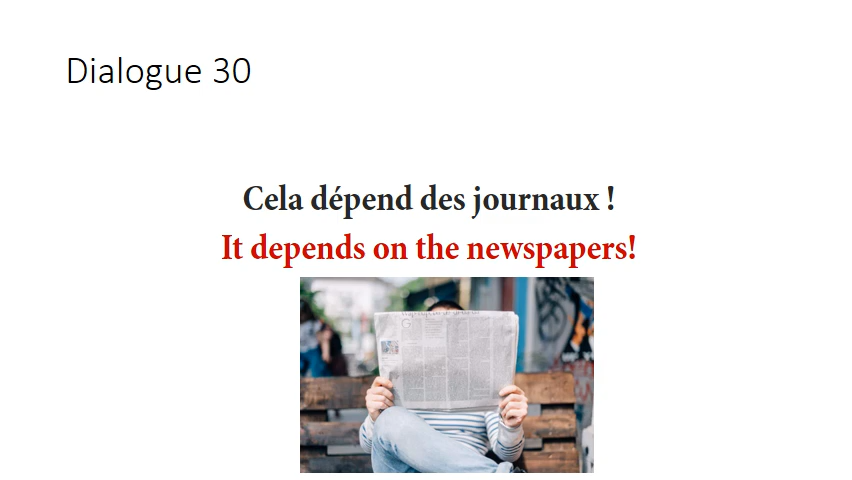 Dialogue 30
Cela dépend des journaux !
It depends on the newspapers!